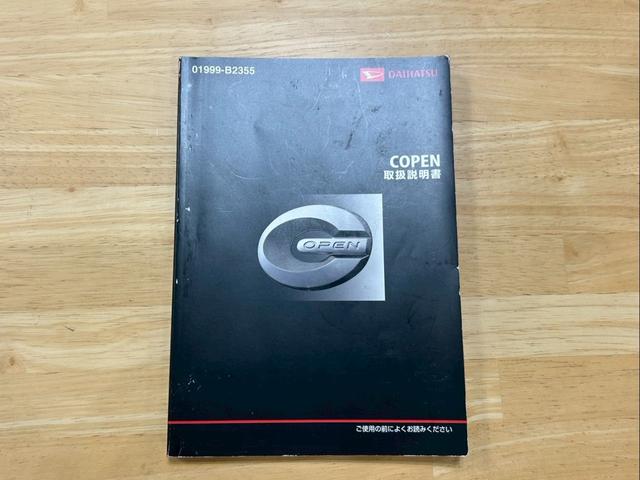 01999-B2355
DAIHATSU
COPEN
取扱説明書
COPEN
ご使用の前によくお読みください